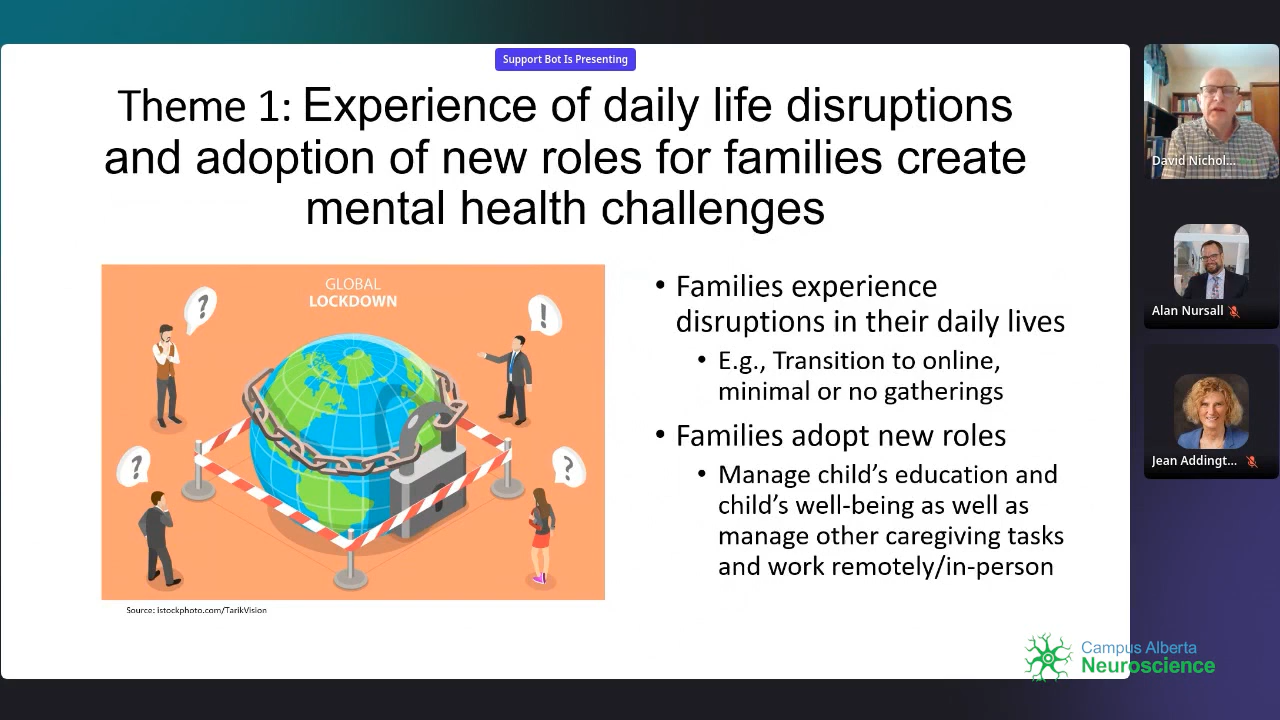 Support Bot Is Presenting
Theme 1: Experience of daily life disruptions
and adoption of new roles for families create
mental health challenges
GLOBAL
LOCKDOWN
?
!
?
?
Source: istockphoto.com/TarikVision
• Families experience
disruptions in their daily lives
• E.g., Transition to online,
minimal or no gatherings
• Families adopt new roles
• Manage child’s education and
child’s well-being as well as
manage other caregiving tasks
and work remotely/in-person
David Nichol...
Alan Nursall
Jean Addingt...
Campus Alberta
Neuroscience